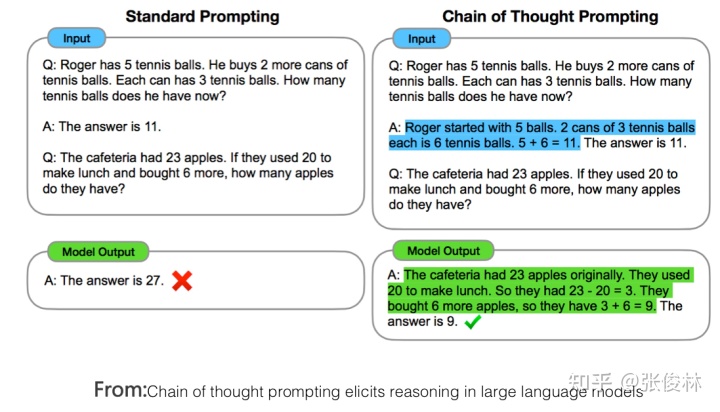 Standard Prompting
Input
Q: Roger has 5 tennis balls. He buys 2 more cans of
tennis balls. Each can has 3 tennis balls. How many
tennis balls does he have now?
A: The answer is 11.
Q: The cafeteria had 23 apples. If they used 20 to
make lunch and bought 6 more, how many apples
do they have?
Model Output
A: The answer is 27.
Chain of Thought Prompting
Input
Q: Roger has 5 tennis balls. He buys 2 more cans of
tennis balls. Each can has 3 tennis balls. How many
tennis balls does he have now?
A: Roger started with 5 balls. 2 cans of 3 tennis balls
each is 6 tennis balls. 5 + 6 = 11. The answer is 11.
Q: The cafeteria had 23 apples. If they used 20 to
make lunch and bought 6 more, how many apples
do they have?
Model Output
A: The cafeteria had 23 apples originally. They used
20 to make lunch. So they had 23 - 20 = 3. They
bought 6 more apples, so they have 3 + 6 = 9. The
answer is 9.
From:Chain of thought prompting elicits reasoning in large language models
知乎 @张俊林